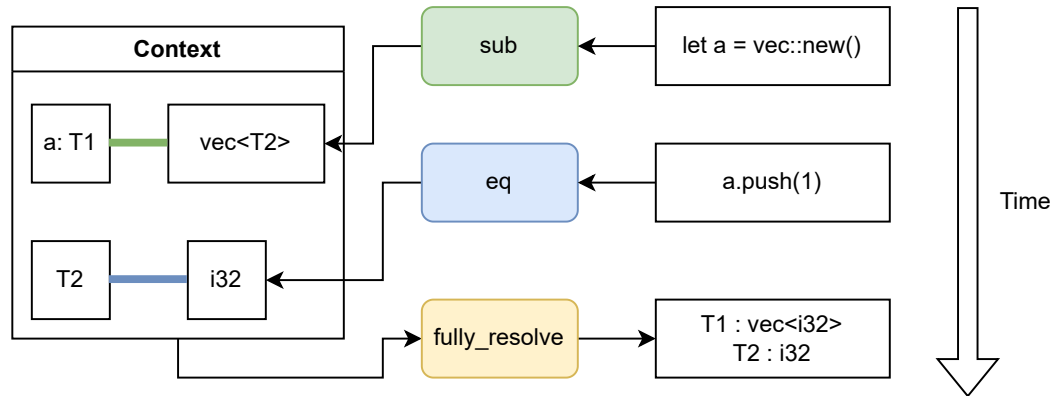 Context
sub
let a = vec::new()
a: T1
vec<T2>
eq
a.push(1)
Time
T2
i32
fully_resolve
T1 : vec<i32>
T2 : i32